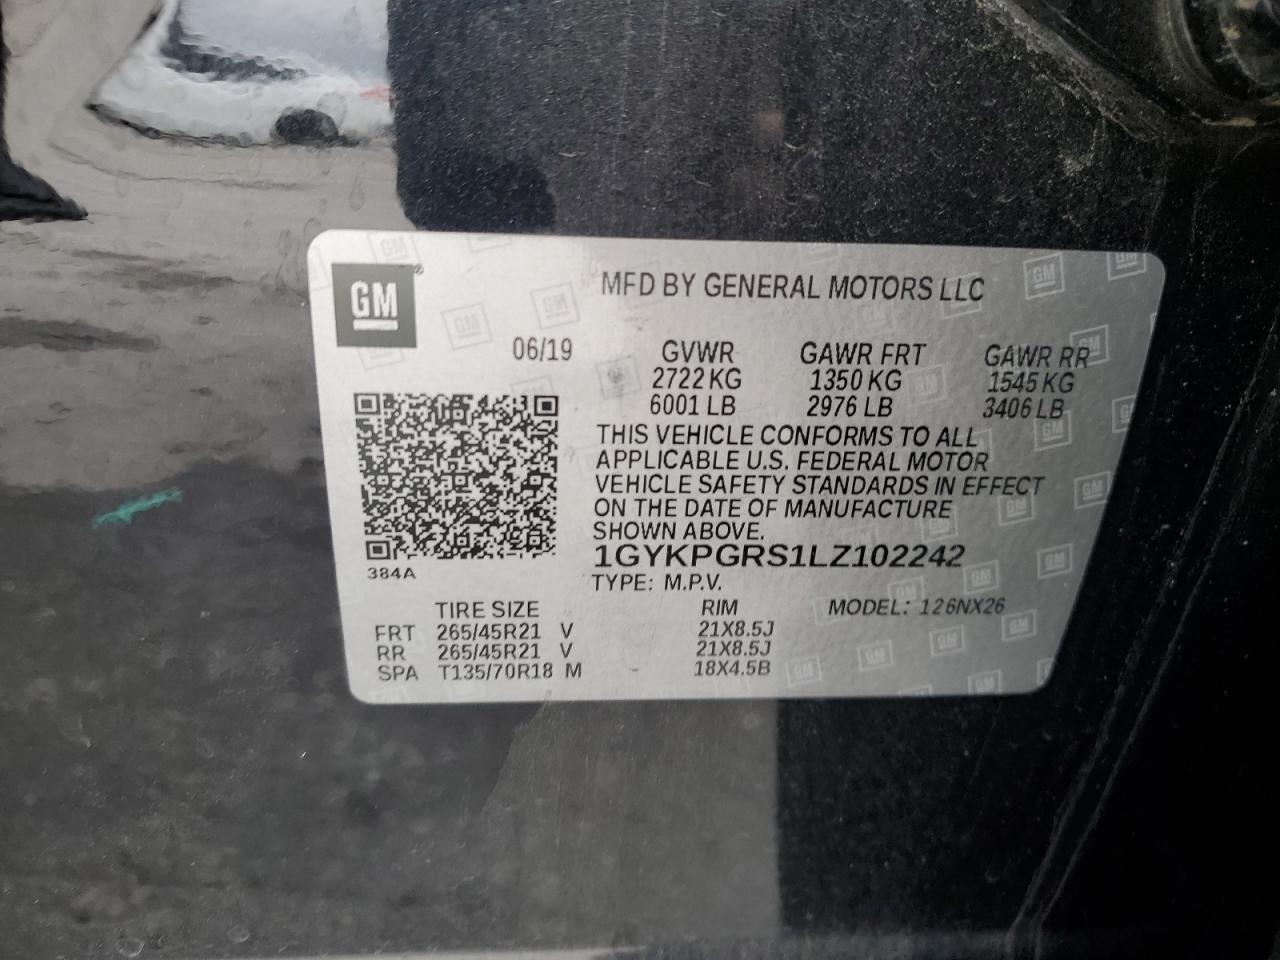 GM
MFD BY GENERAL MOTORS LLC
06/19
GVWR GAWR FRT GAWR RR
2722 KG 1350 KG 1545 KG
6001 LB 2976 LB 3406 LB
THIS VEHICLE CONFORMS TO ALL
APPLICABLE U.S. FEDERAL MOTOR
VEHICLE SAFETY STANDARDS IN EFFECT
ON THE DATE OF MANUFACTURE
SHOWN ABOVE.
1GYKPGRS1LZ102242
384A
TYPE: M.P.V.
TIRE SIZE RIM MODEL: 126NX26
FRT 265/45R21 V 21X8.5J
RR 265/45R21 V 21X8.5J
SPA T135/70R18 M 18X4.5B